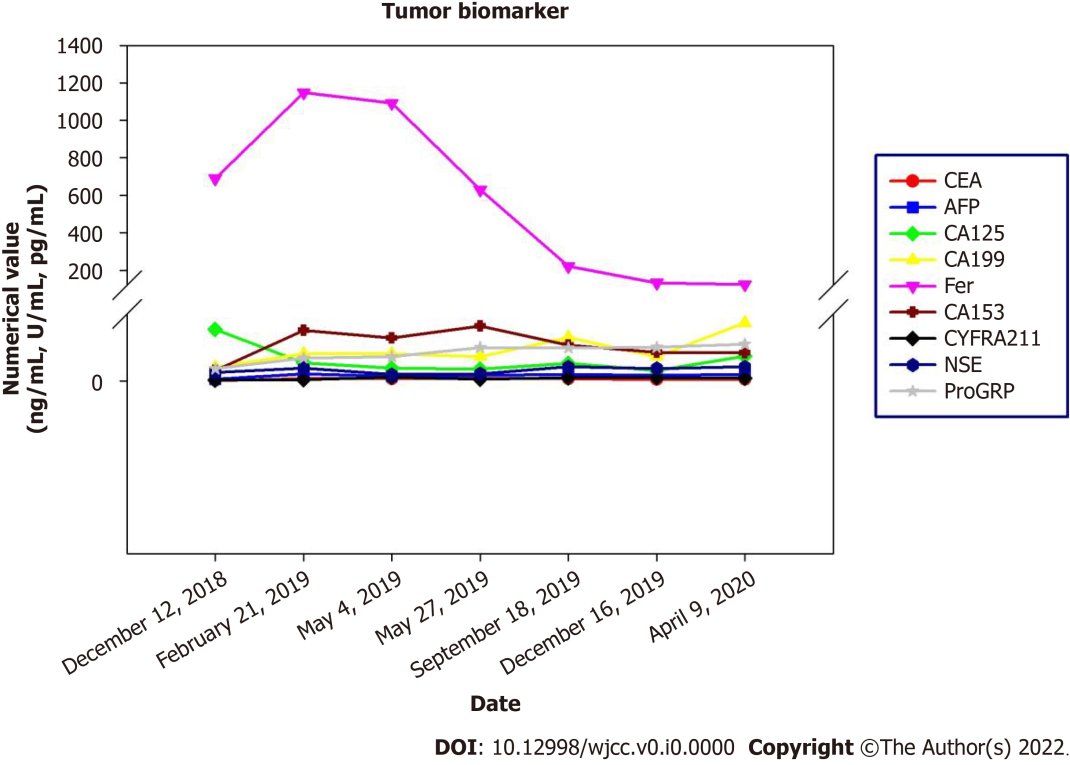 Tumor biomarker
1400
1200
1000
800
600
400
200
0
Numerical value
(ng/mL, U/mL, pg/mL)
CEA
AFP
CA125
CA199
Fer
CA153
CYFRA211
NSE
ProGRP
December 12, 2018
February 21, 2019
May 4, 2019
May 27, 2019
September 18, 2019
December 16, 2019
April 9, 2020
Date
DOI: 10.12998/wjcc.v0.i0.0000 Copyright ©The Author(s) 2022.